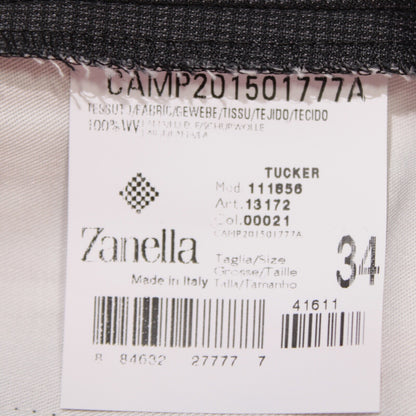 CAMP201501777A
TESSUTO/FABRIC/GEWEBE/TISSU/TEJIDO/TECIDO
100%WV
TUCKER
Mod 111856
Art. 13172
Col. 00021
CAMP201501777A
Zanella
Made in Italy
Taglia/Size
Grosse/Taille
Talla/Tamanho
34
41611
8 84632 27777 7